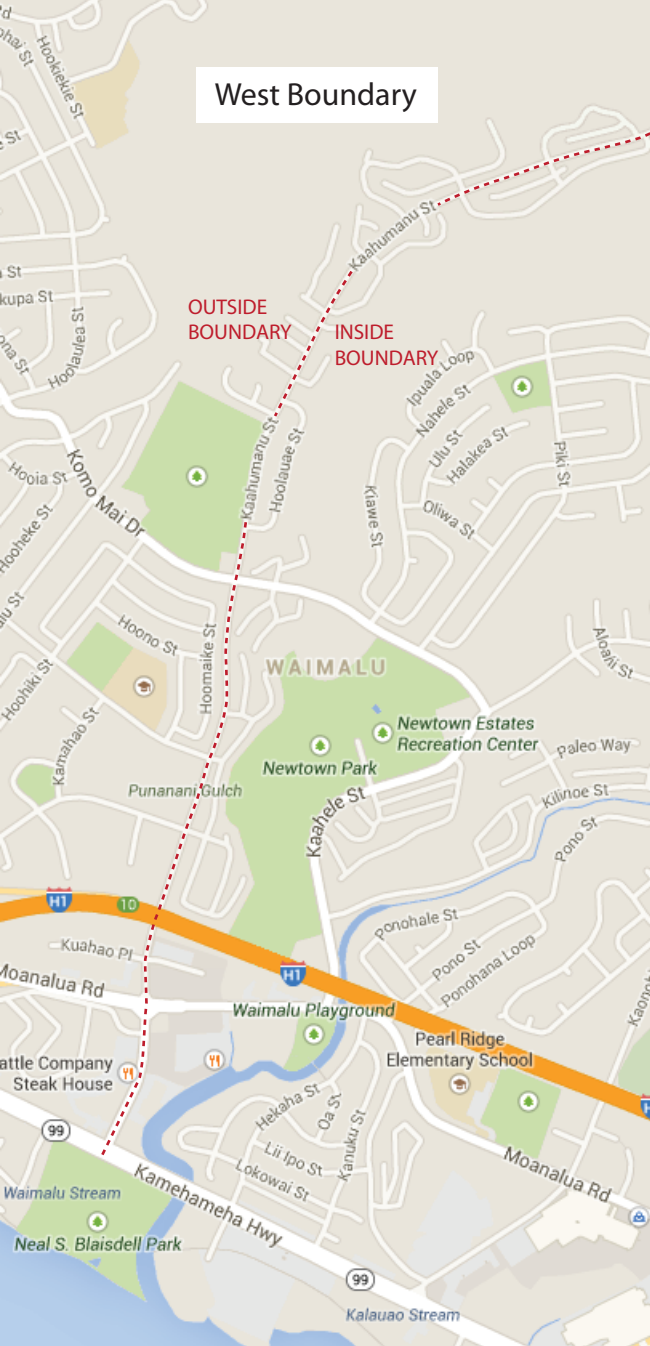 Rd
Hookiekie St
West Boundary
Kaahumanu St
St
kupa St
Hoolaulea St
OUTSIDE
BOUNDARY
INSIDE
BOUNDARY
Ipuala Loop
Nahele St
Ulu St
Halakea St
Piki St
Kaahumanu St
Hoolauae St
Komo Mai Dr
Hooia St
Hooheke St
Kiawe St
Oliwa St
Hoono St
Hoomaike St
Hoohiki St
WAIMALU
Kamahao St
Newtown Estates
Recreation Center
Newtown Park
Paleo Way
Punanani Gulch
Kilinoe St
Kaahele St
Pono St
H1
10
Ponohale St
Kuahao Pl
Pono St
Ponohana Loop
Moanalua Rd
H1
Waimalu Playground
Pearl Ridge
Elementary School
attle Company
Steak House
Hekaha St
Oa St
Kanuku St
99
Lii Ipo St
Lokowai St
Moanalua Rd
Kamehameha Hwy
Waimalu Stream
Neal S. Blaisdell Park
99
Kalauao Stream